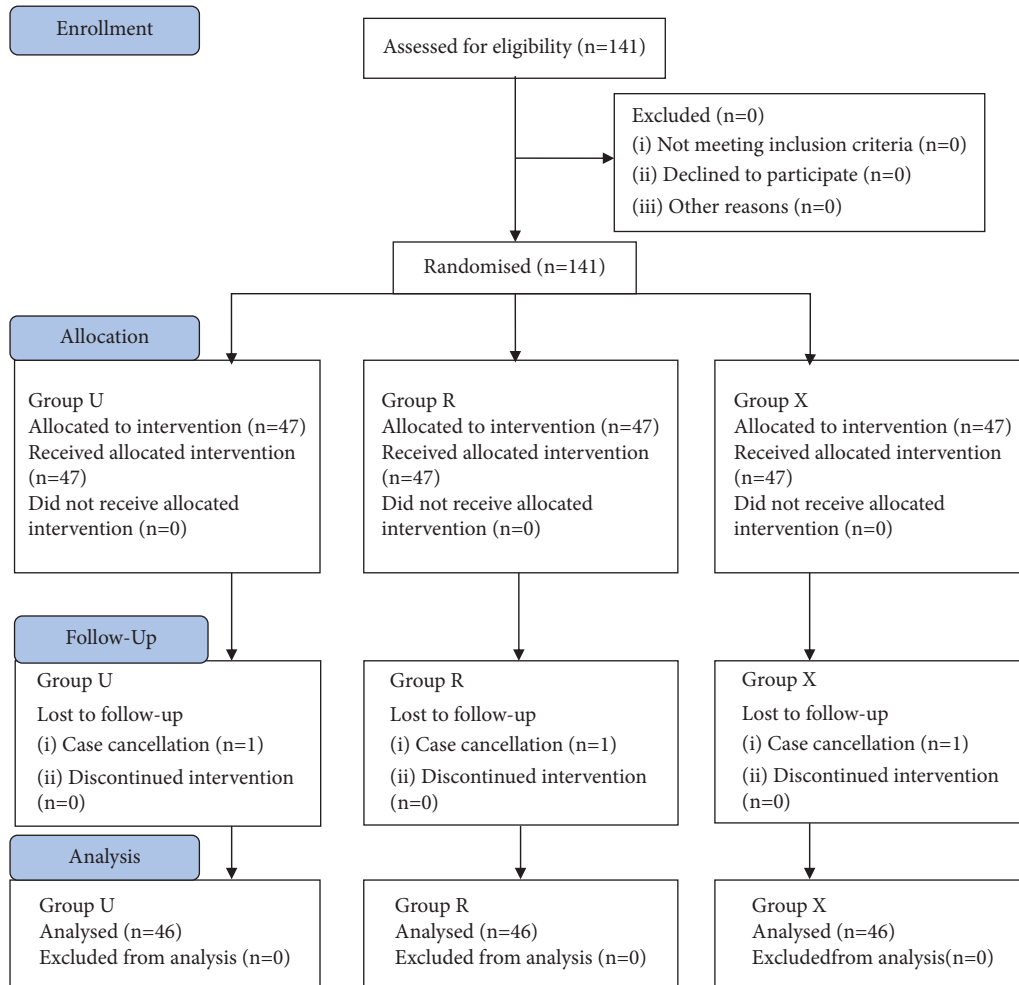 Enrollment
Assessed for eligibility (n=141)
Excluded (n=0)
(i) Not meeting inclusion criteria (n=0)
(ii) Declined to participate (n=0)
(iii) Other reasons (n=0)
Randomised (n=141)
Allocation
Group U
Allocated to intervention (n=47)
Received allocated intervention
(n=47)
Did not receive allocated
intervention (n=0)
Group R
Allocated to intervention (n=47)
Received allocated intervention
(n=47)
Did not receive allocated
intervention (n=0)
Group X
Allocated to intervention (n=47)
Received allocated intervention
(n=47)
Did not receive allocated
intervention (n=0)
Follow-Up
Group U
Lost to follow-up
(i) Case cancellation (n=1)
(ii) Discontinued intervention
(n=0)
Group R
Lost to follow-up
(i) Case cancellation (n=1)
(ii) Discontinued intervention
(n=0)
Group X
Lost to follow-up
(i) Case cancellation (n=1)
(ii) Discontinued intervention
(n=0)
Analysis
Group U
Analysed (n=46)
Excluded from analysis (n=0)
Group R
Analysed (n=46)
Excluded from analysis (n=0)
Group X
Analysed (n=46)
Excludedfrom analysis(n=0)